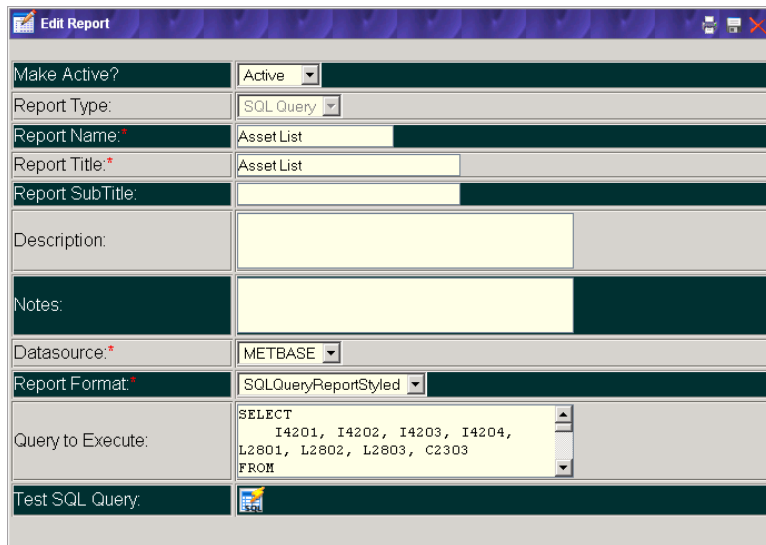 Edit Report
Make Active?
Active
Report Type:
SQL Query
Report Name:*
Asset List
Report Title:*
Asset List
Report SubTitle:
Description:
Notes:
Datasource:*
METBASE
Report Format:*
SQLQueryReportStyled
Query to Execute:
SELECT
I4201, I4202, I4203, I4204,
L2801, L2802, L2803, C2303
FROM
Test SQL Query:
SQL